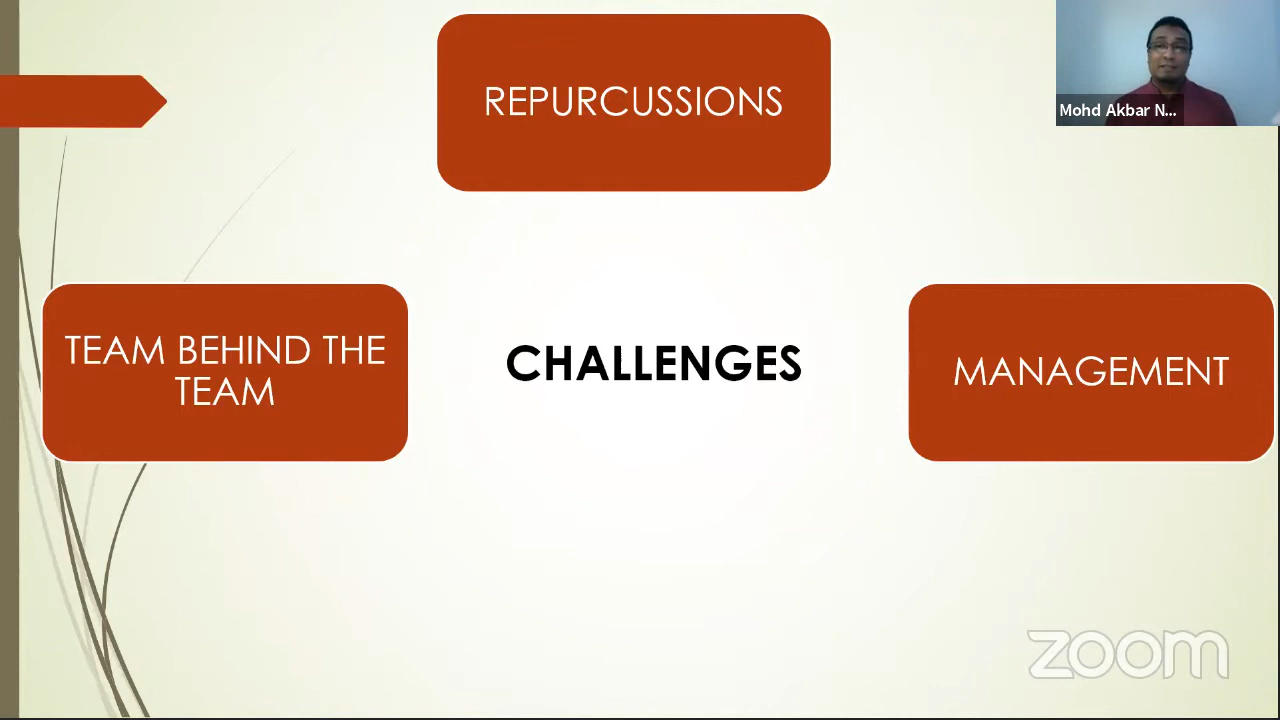 REPURCUSSIONS
Mohd Akbar N...
TEAM BEHIND THE
TEAM
CHALLENGES
MANAGEMENT
zoom